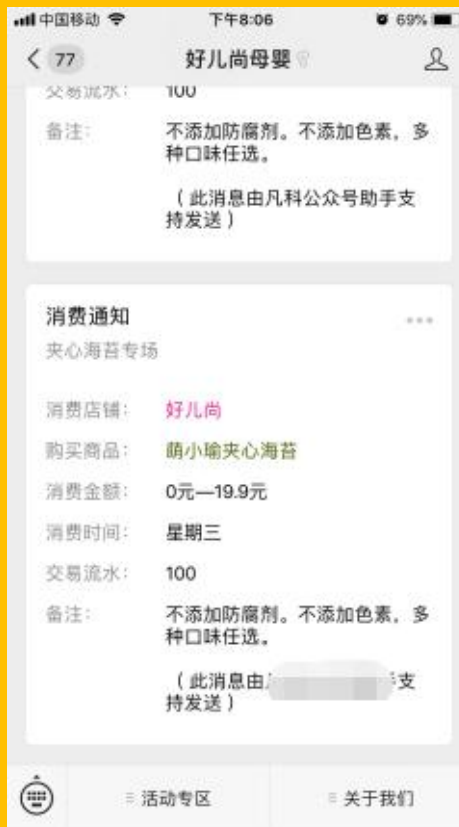 中国移动 下午8:06 69%
77 好儿尚母婴
交易流水： 100
备注： 不添加防腐剂。不添加色素，多
种口味任选。
（此消息由凡科公众号助手支
持发送）
消费通知
夹心海苔专场
消费店铺： 好儿尚
购买商品： 萌小瑜夹心海苔
消费金额： 0元—19.9元
消费时间： 星期三
交易流水： 100
备注： 不添加防腐剂。不添加色素，多
种口味任选。
（此消息由 支
持发送）
活动专区 关于我们